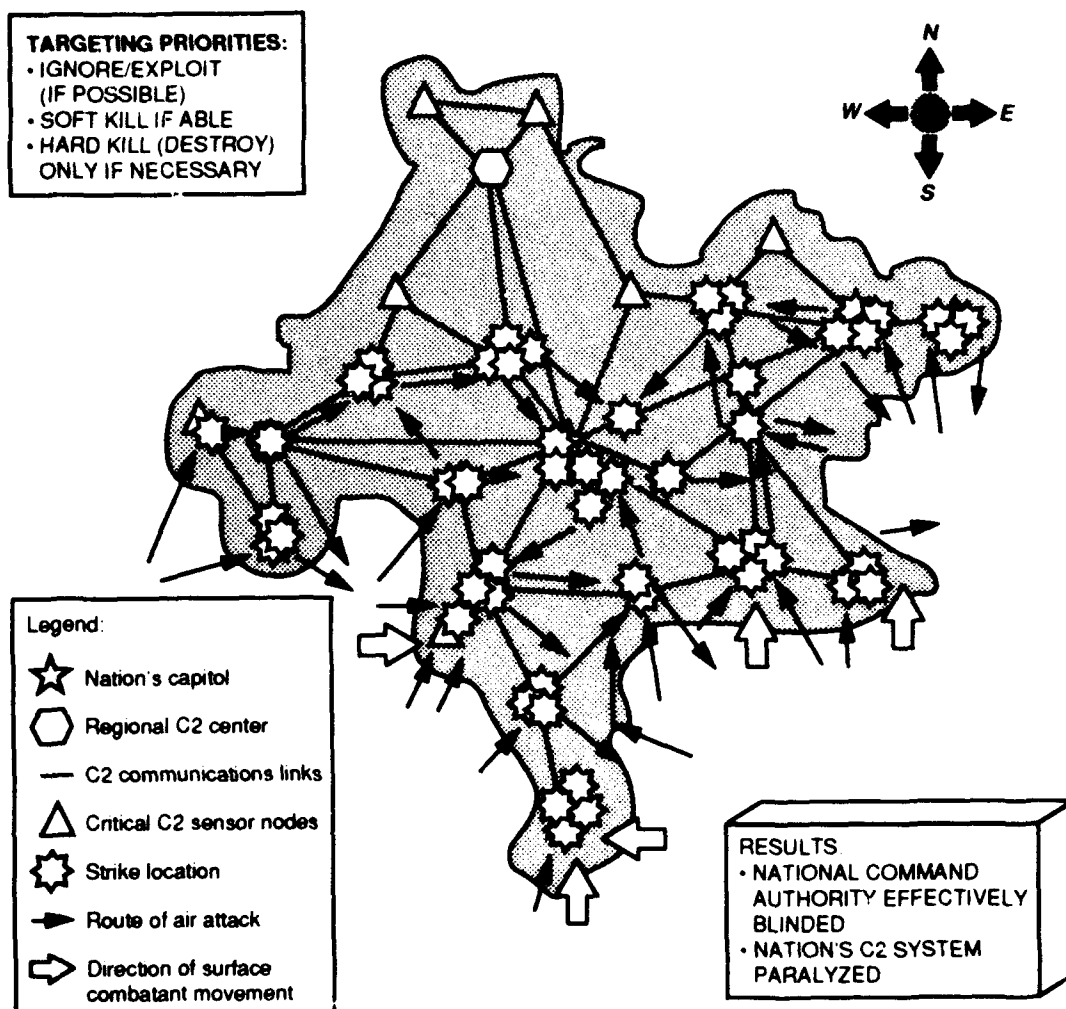 TARGETING PRIORITIES:
• IGNORE/EXPLOIT
(IF POSSIBLE)
• SOFT KILL IF ABLE
• HARD KILL (DESTROY)
ONLY IF NECESSARY
N
W
E
S
Legend:
Nation's capitol
Regional C2 center
C2 communications links
Critical C2 sensor nodes
Strike location
Route of air attack
Direction of surface
combatant movement
RESULTS
• NATIONAL COMMAND
AUTHORITY EFFECTIVELY
BLINDED
• NATION'S C2 SYSTEM
PARALYZED